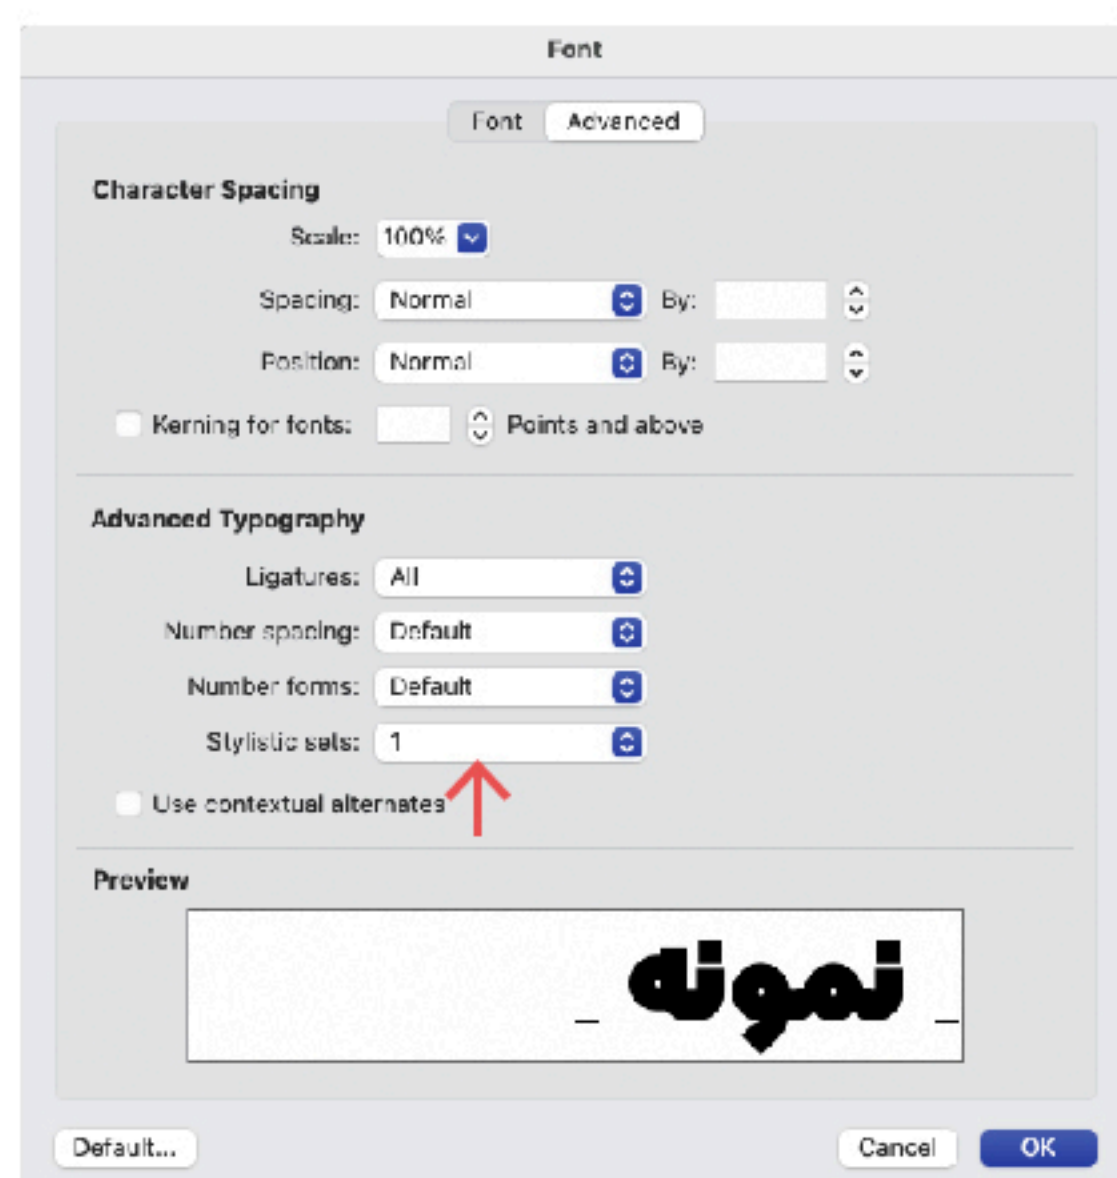 Font
Font Advanced
Character Spacing
Scale: 100%
Spacing: Normal By:
Position: Normal By:
Kerning for fonts: Points and above
Advanced Typography
Ligatures: All
Number spacing: Default
Number forms: Default
Stylistic sets: 1
Use contextual alternates
Preview
نمونه
Default... Cancel OK